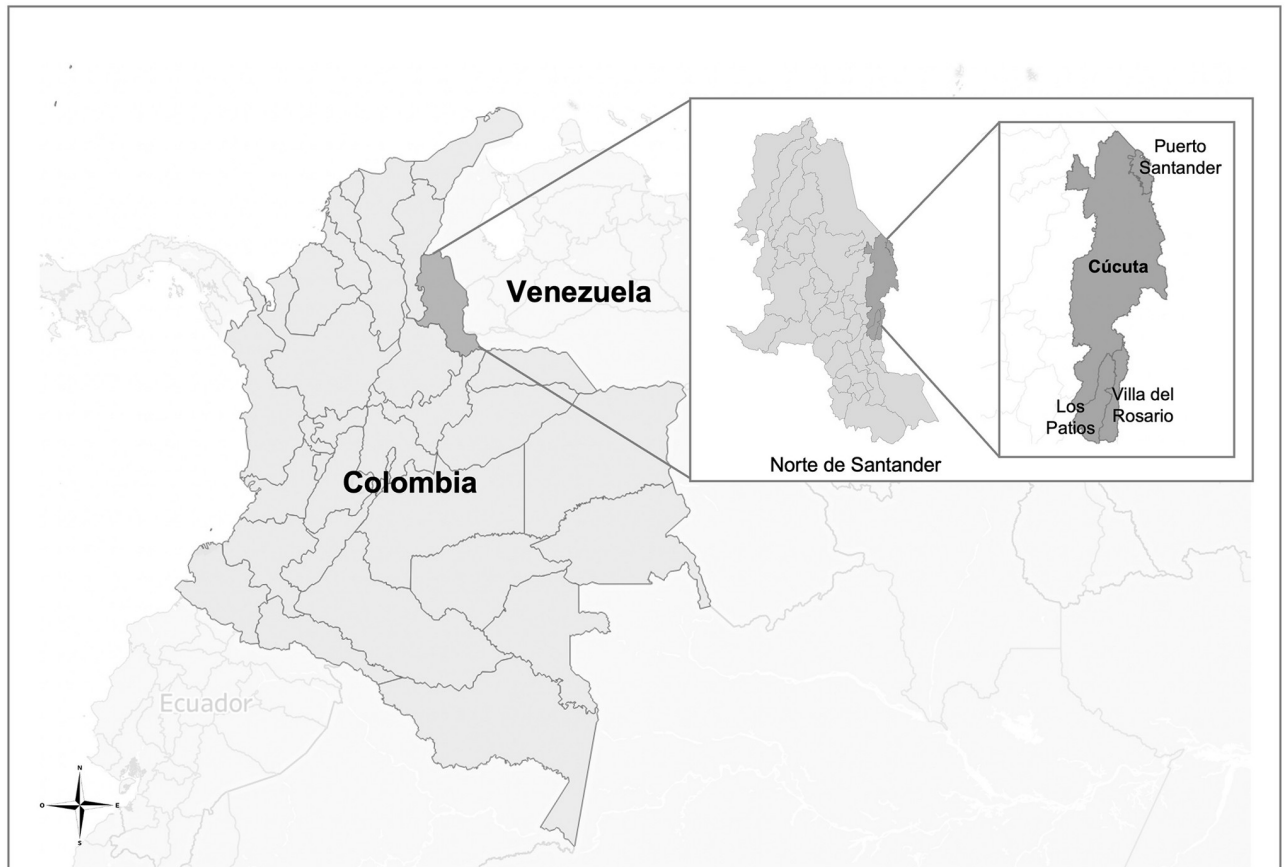 Venezuela
Colombia
Ecuador
Norte de Santander
Puerto
Santander
Cúcuta
Los
Patios
Villa del
Rosario
N
O
E
S